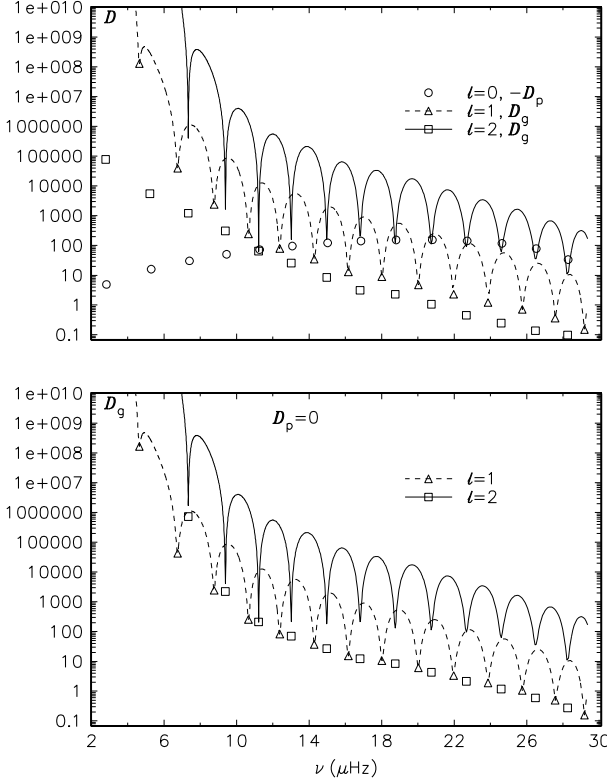 1e+010
D
1e+009
1e+008
1e+007
1000000
100000
10000
1000
100
10
1
0.1
ℓ=0, -Dp
ℓ=1, Dg
ℓ=2, Dg
1e+010
Dg
Dp=0
1e+009
1e+008
1e+007
1000000
100000
10000
1000
100
10
1
0.1
ℓ=1
ℓ=2
2 6 10 14 18 22 26 30
ν (μHz)